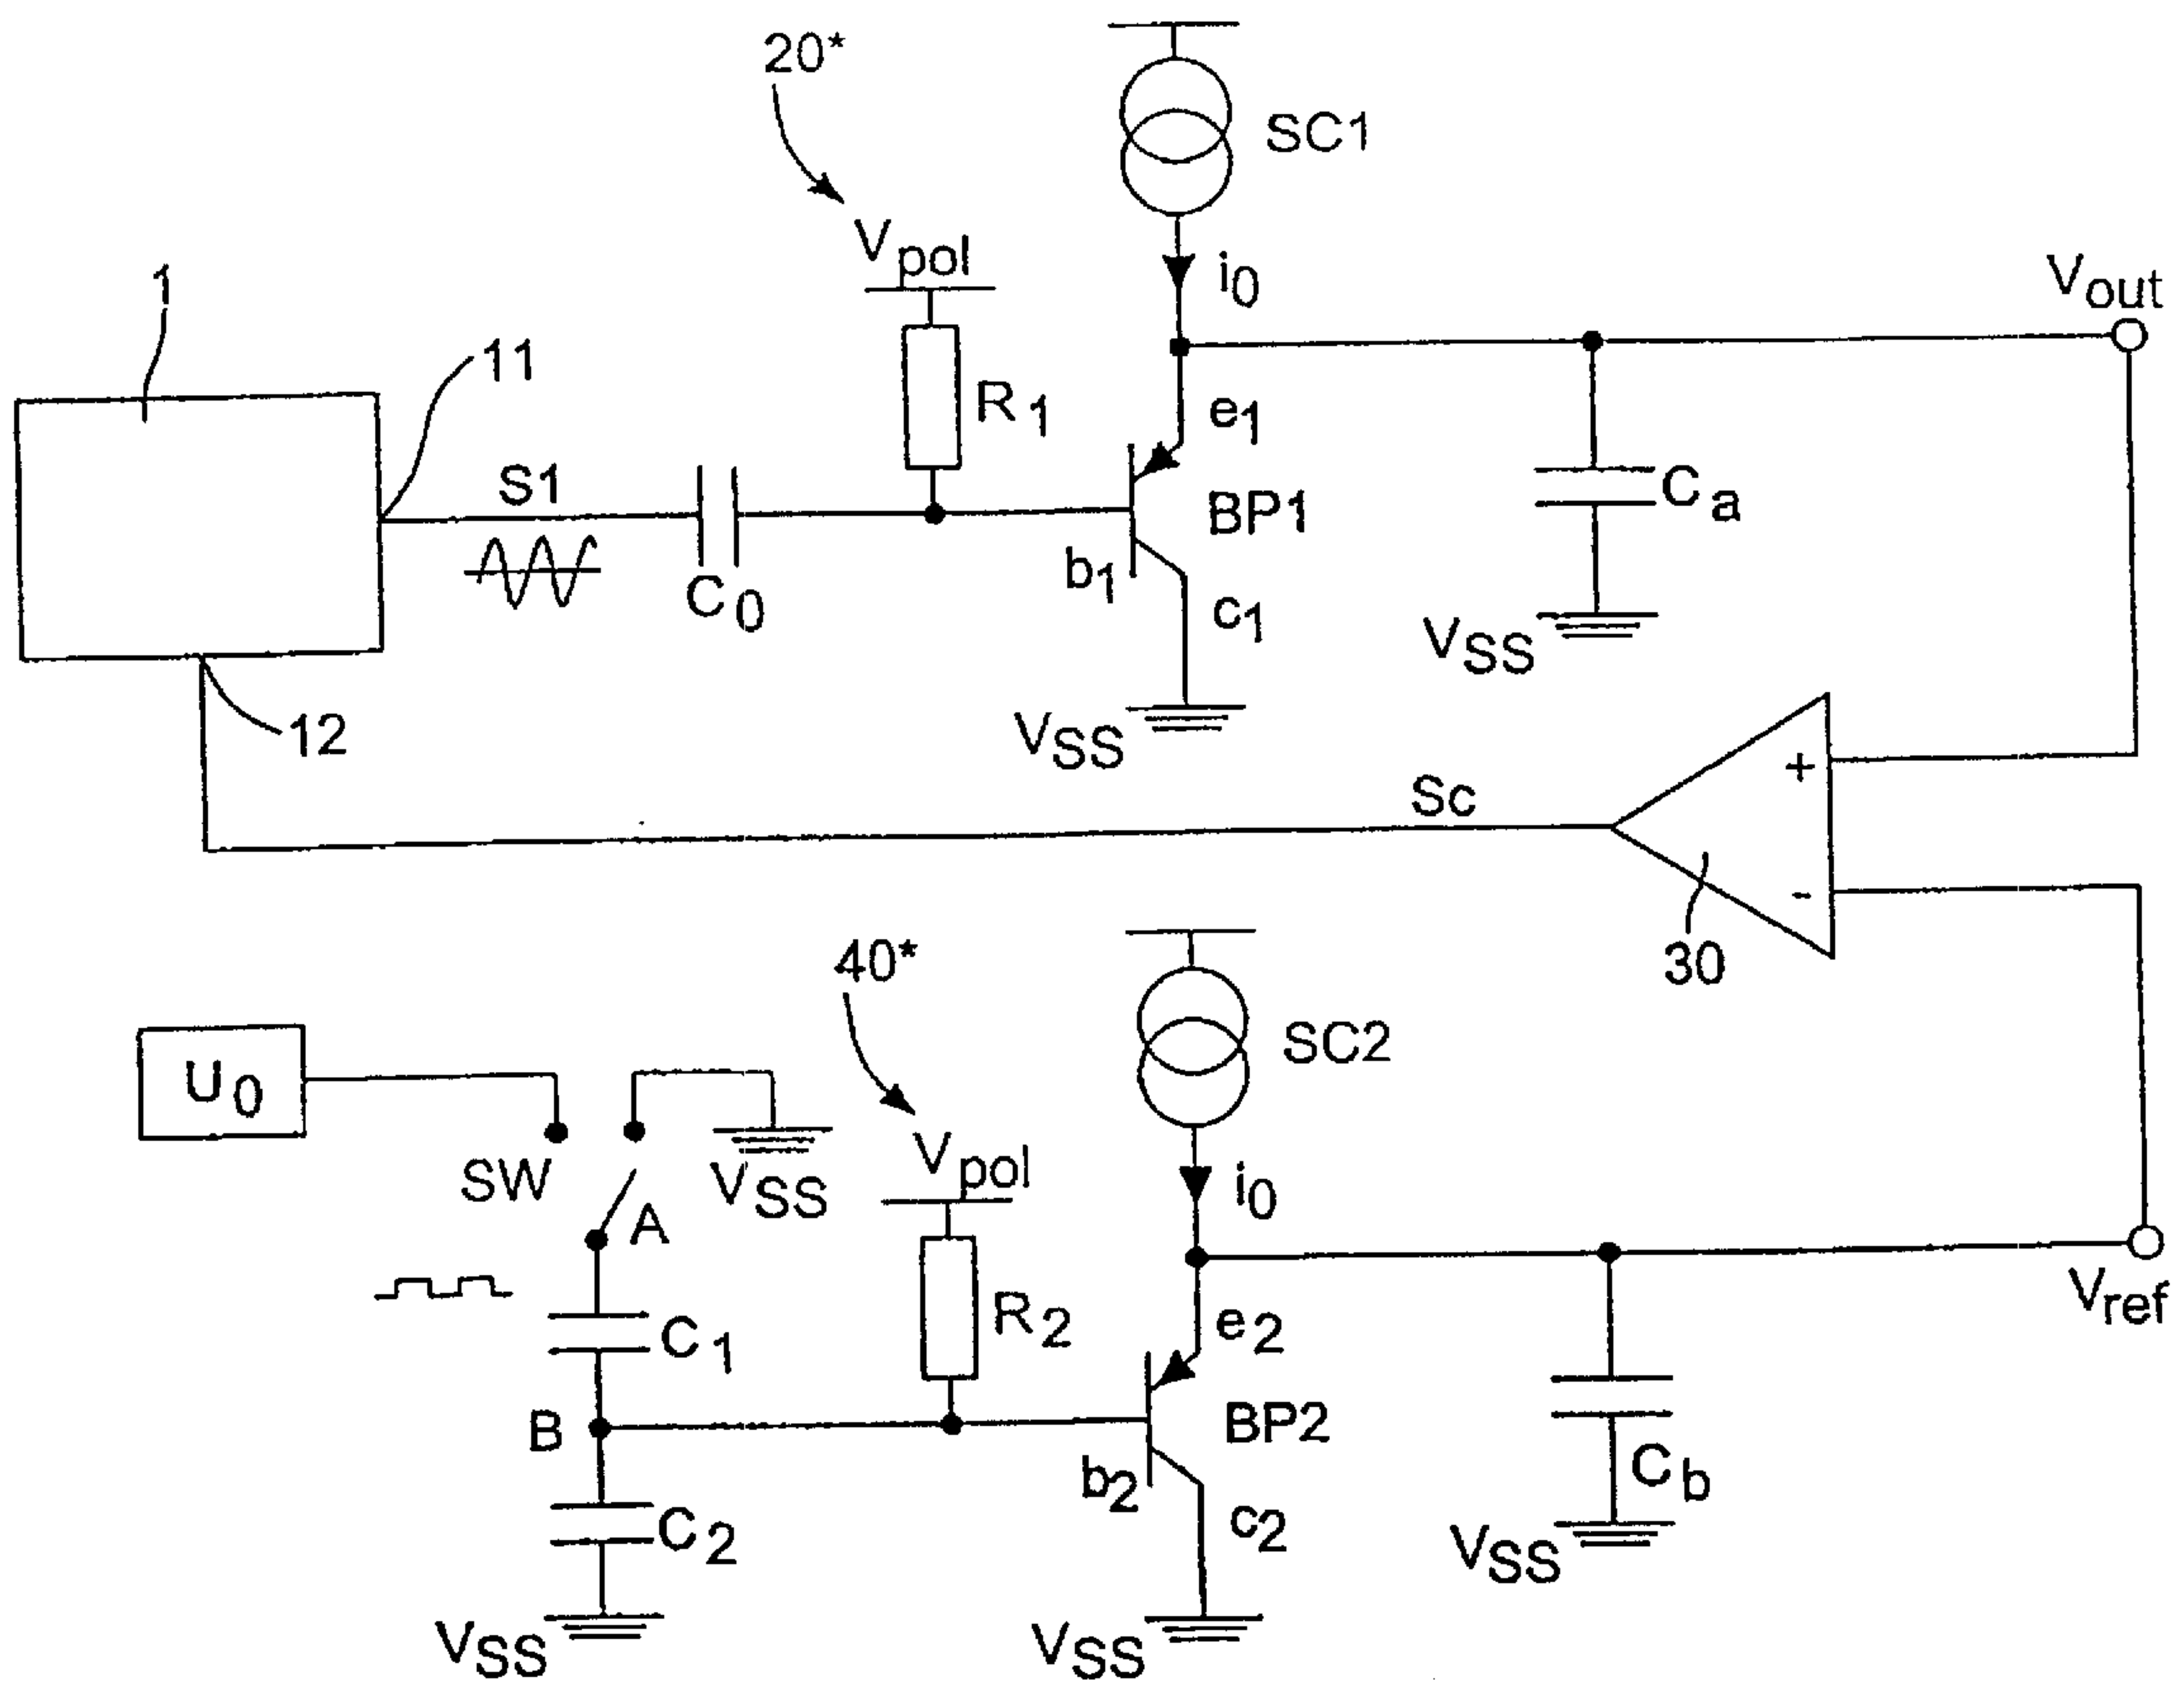 20*
SC1
Vpol
i0
Vout
1
11
R1
e1
S1
Ca
BP1
b1
C0
c1
VSS
12
VSS
+
Sc
-
30
40*
SC2
U0
Vpol
SW
VSS
i0
A
R2
e2
Vref
C1
B
BP2
b2
Cb
C2
c2
VSS
VSS
VSS